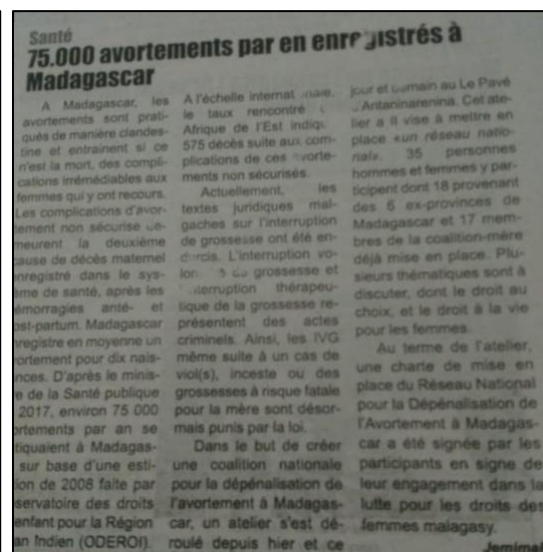 Santé
75.000 avortements par en enregistrés à
Madagascar
A Madagascar, les
avortements sont prati-
qués de manière clandes-
tine et entrainent si ce
n'est la mort, des compli-
cations irrémédiables aux
femmes qui y ont recours.
Les complications d'avor-
tement non sécurisé de-
meurent la deuxième
cause de décès maternel
enregistré dans le sys-
ème de santé, après les
émorragies anté- et
ost-partum. Madagascar
nregistre en moyenne un
ortement pour dix nais-
nces. D'après le minis-
e de la Santé publique
2017, environ 75 000
ortements par an se
tiquaient à Madagas-
sur base d'une esti-
ion de 2008 faite par
servatoire des droits
enfant pour la Région
an Indien (ODEROI).
A l'échelle internationale,
le taux rencontré
Afrique de l'Est indique
575 décès suite aux com-
plications de ces avorte-
ments non sécurisés.
Actuellement, les
textes juridiques mal-
gaches sur l'interruption
de grossesse ont été en-
durcis. L'interruption vo-
grossesse et
interruption thérapeu-
tique de la grossesse re-
présentent des actes
criminels. Ainsi, les IVG
même suite à un cas de
viol(s), inceste ou des
grossesses à risque fatale
pour la mère sont désor-
mais punis par la loi.
Dans le but de créer
une coalition nationale
pour la dépénalisation de
l'avortement à Madagas-
car, un atelier s'est dé-
roulé depuis hier et ce
jour et demain au Le Pavé
d'Antaninarenina. Cet ate-
lier a il vise à mettre en
place «un réseau natio-
nal». 35 personnes
hommes et femmes y par-
ticipent dont 18 provenant
des 6 ex-provinces de
Madagascar et 17 mem-
bres de la coalition-mère
déjà mise en place. Plu-
sieurs thématiques sont à
discuter, dont le droit au
choix, et le droit à la vie
pour les femmes.
Au terme de l'atelier,
une charte de mise en
place du Réseau National
pour la Dépénalisation de
l'Avortement à Madagas-
car a été signée par les
participants en signe de
leur engagement dans la
lutte pour les droits des
femmes malagasy.
Jemima